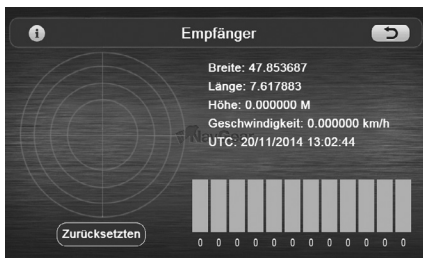 i
Empfänger
Breite: 47.853687
Länge: 7.617883
Höhe: 0.000000 M
Geschwindigkeit: 0.000000 km/h
NavGear
UTC: 20/11/2014 13:02:44
Zurücksetzten
0 0 0 0 0 0 0 0 0 0 0